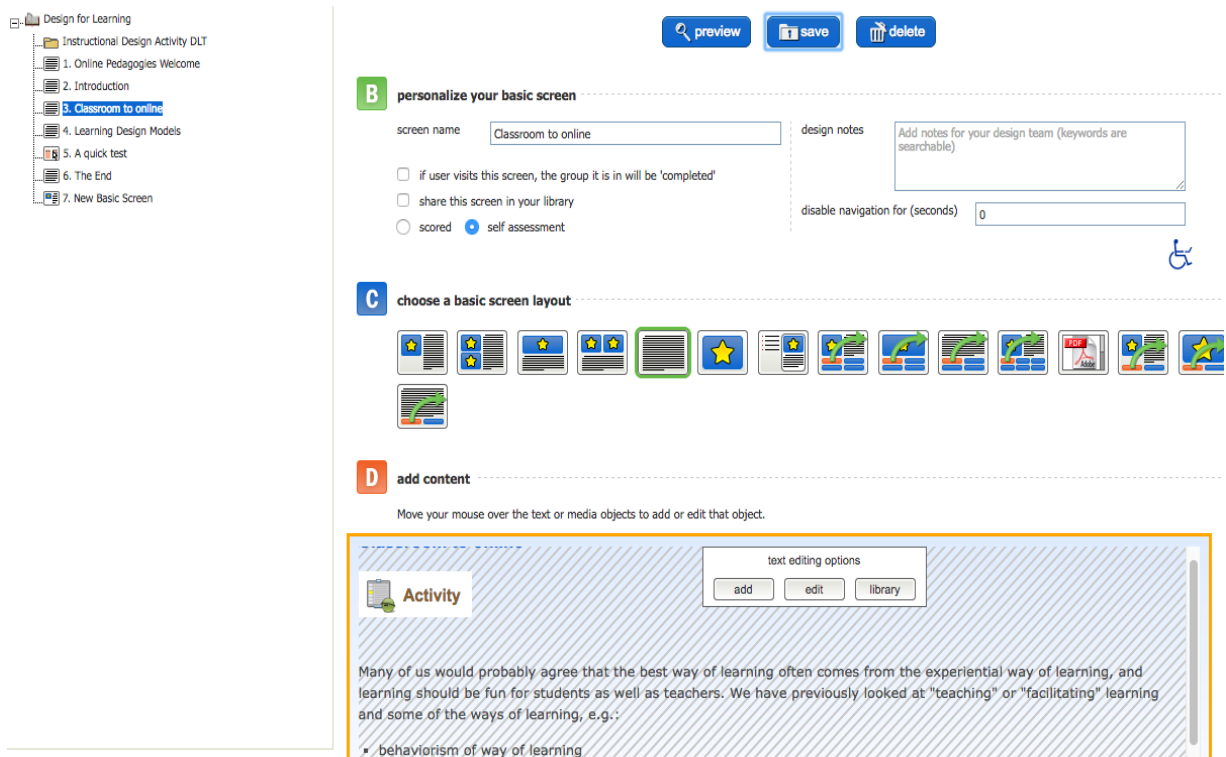 Design for Learning
Instructional Design Activity DLT
1. Online Pedagogies Welcome
2. Introduction
3. Classroom to online
4. Learning Design Models
5. A quick test
6. The End
7. New Basic Screen
preview save delete
B personalize your basic screen
screen name Classroom to online
if user visits this screen, the group it is in will be 'completed'
share this screen in your library
scored self assessment
design notes Add notes for your design team (keywords are
searchable)
disable navigation for (seconds) 0
C choose a basic screen layout
PDF
Adobe
D add content
Move your mouse over the text or media objects to add or edit that object.
Classroom to online
text editing options
add edit library
Activity
Many of us would probably agree that the best way of learning often comes from the experiential way of learning, and
learning should be fun for students as well as teachers. We have previously looked at "teaching" or "facilitating" learning
and some of the ways of learning, e.g.:
▪ behaviorism of way of learning